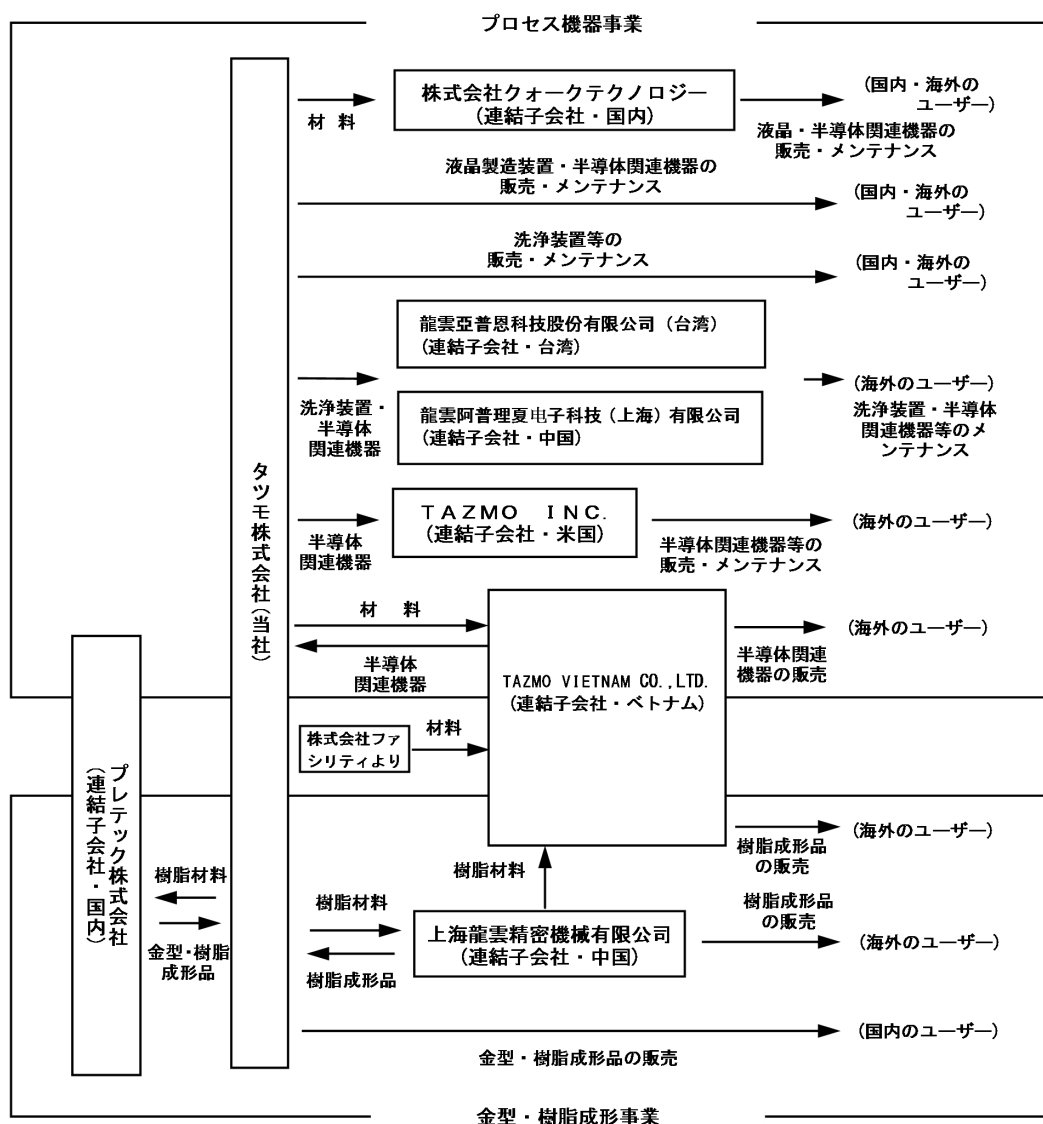 プロセス機器事業
材 料
株式会社クォークテクノロジー
(連結子会社・国内)
(国内・海外の
ユーザー)
液晶・半導体関連機器の
販売・メンテナンス
液晶製造装置・半導体関連機器の
販売・メンテナンス
(国内・海外の
ユーザー)
洗浄装置等の
販売・メンテナンス
(国内・海外の
ユーザー)
龍雲亞普恩科技股份有限公司(台湾)
(連結子会社・台湾)
洗浄装置・
半導体
関連機器
龍雲阿普理夏电子科技(上海)有限公司
(連結子会社・中国)
(海外のユーザー)
洗浄装置・半導体
関連機器等のメ
ンテナンス
タツモ株式会社(当社)
半導体
関連機器
TAZMO INC.
(連結子会社・米国)
半導体関連機器等の
販売・メンテナンス
(海外のユーザー)
材 料
半導体
関連機器
TAZMO VIETNAM CO.,LTD.
(連結子会社・ベトナム)
(海外のユーザー)
半導体関連
機器の販売
株式会社ファ
シリティより
材料
プレテック株式会社
(連結子会社・国内)
樹脂材料
金型・樹脂
成形品
樹脂材料
樹脂成形品
樹脂材料
上海龍雲精密機械有限公司
(連結子会社・中国)
(海外のユーザー)
樹脂成形品
の販売
樹脂成形品
の販売
(海外のユーザー)
(国内のユーザー)
金型・樹脂成形品の販売
金型・樹脂成形事業